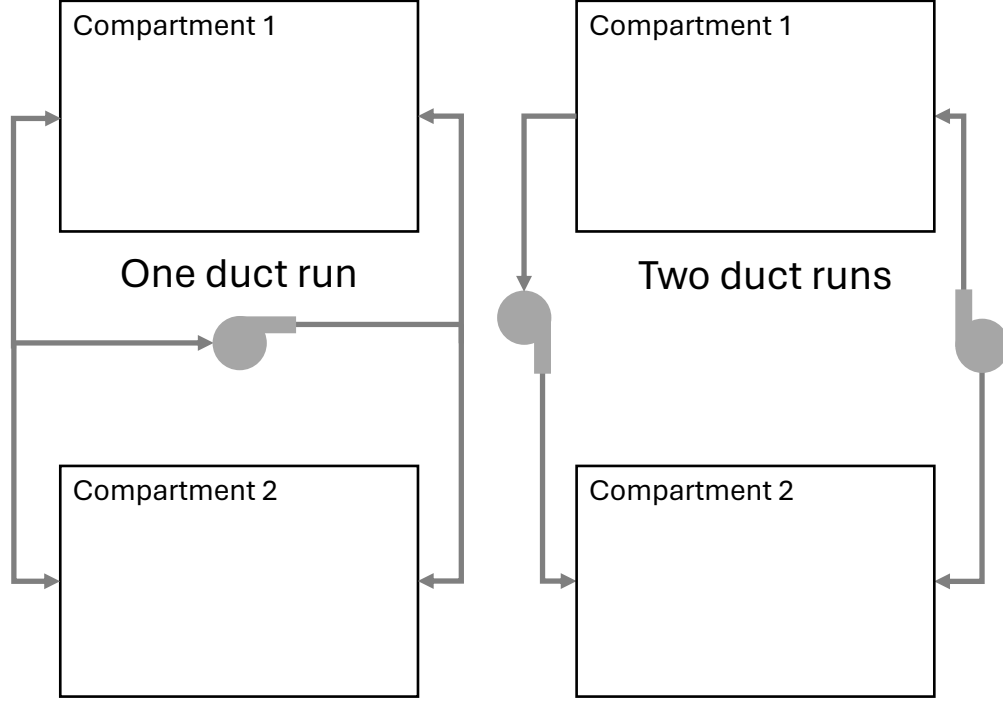 Compartment 1
Compartment 1
One duct run
Two duct runs
Compartment 2
Compartment 2